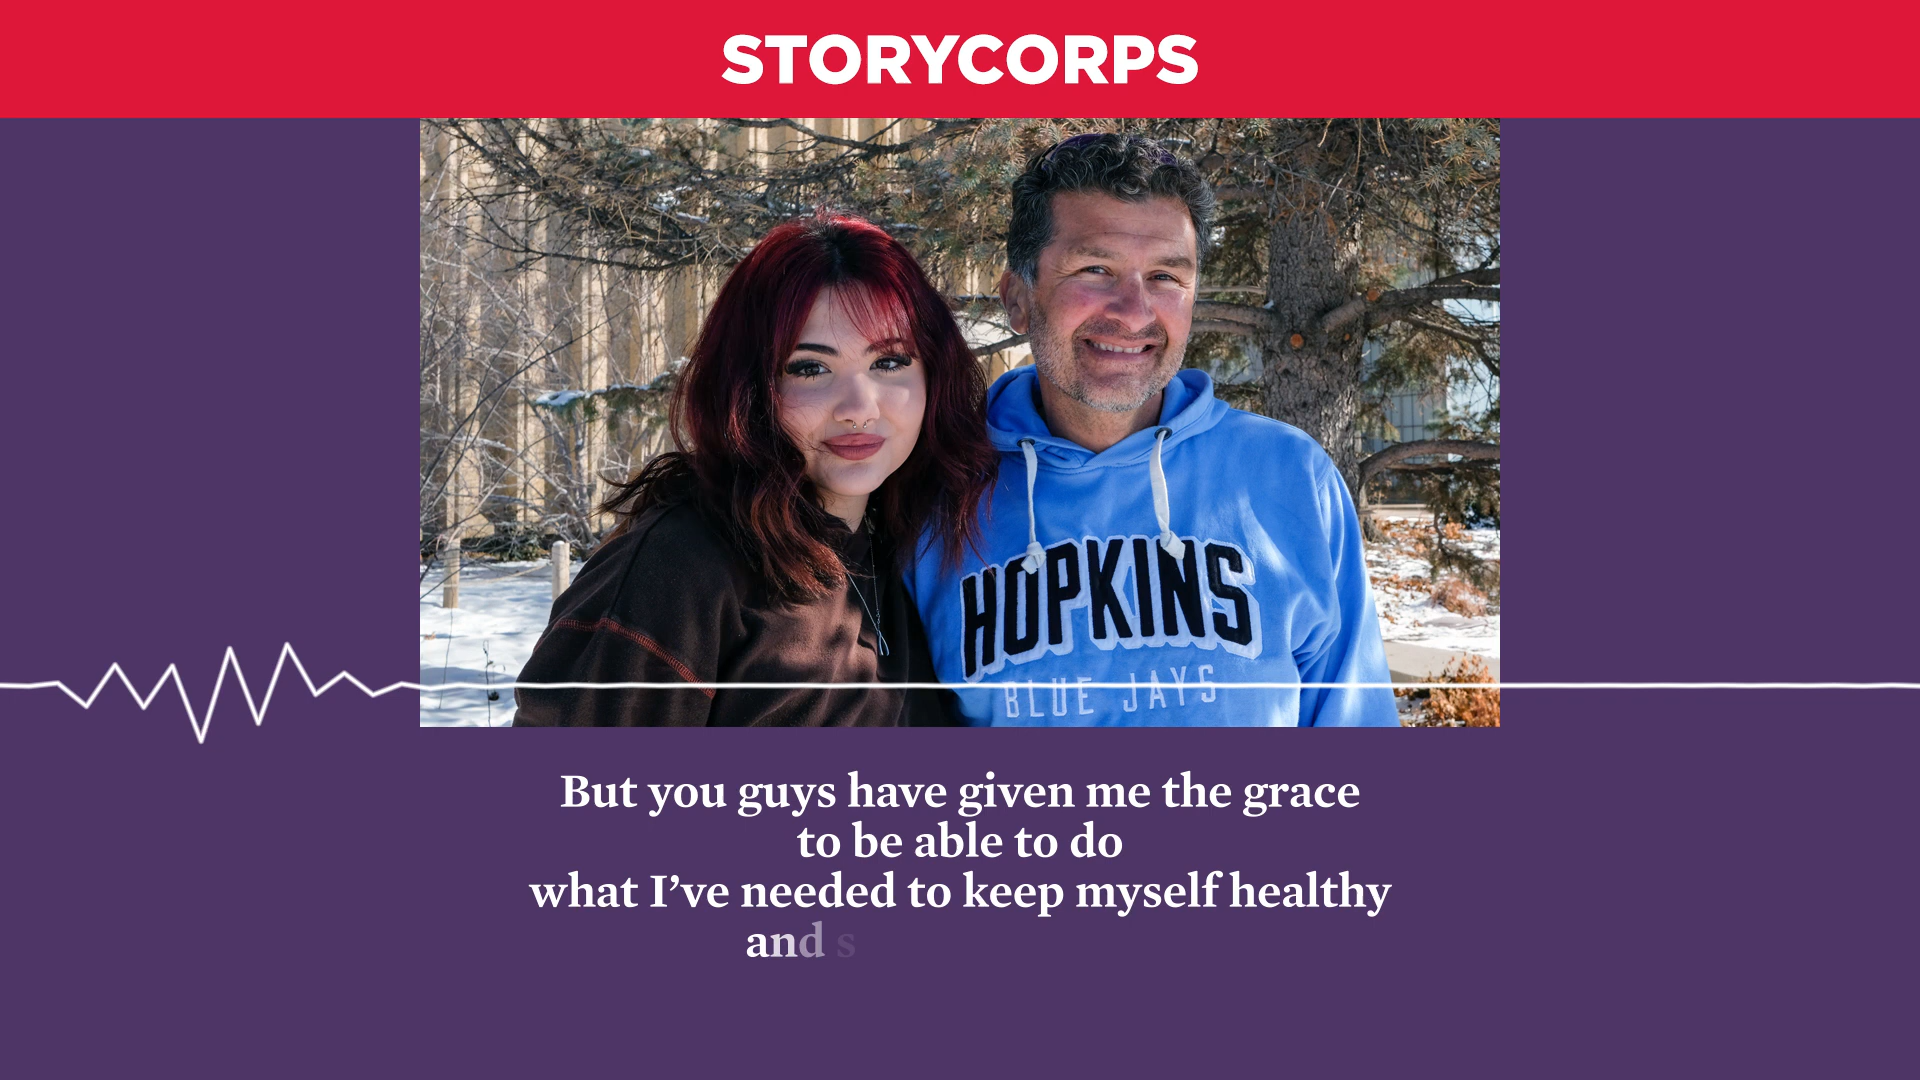 STORYCORPS
HOPKINS
BLUE JAYS
But you guys have given me the grace
to be able to do
what I’ve needed to keep myself healthy
and s